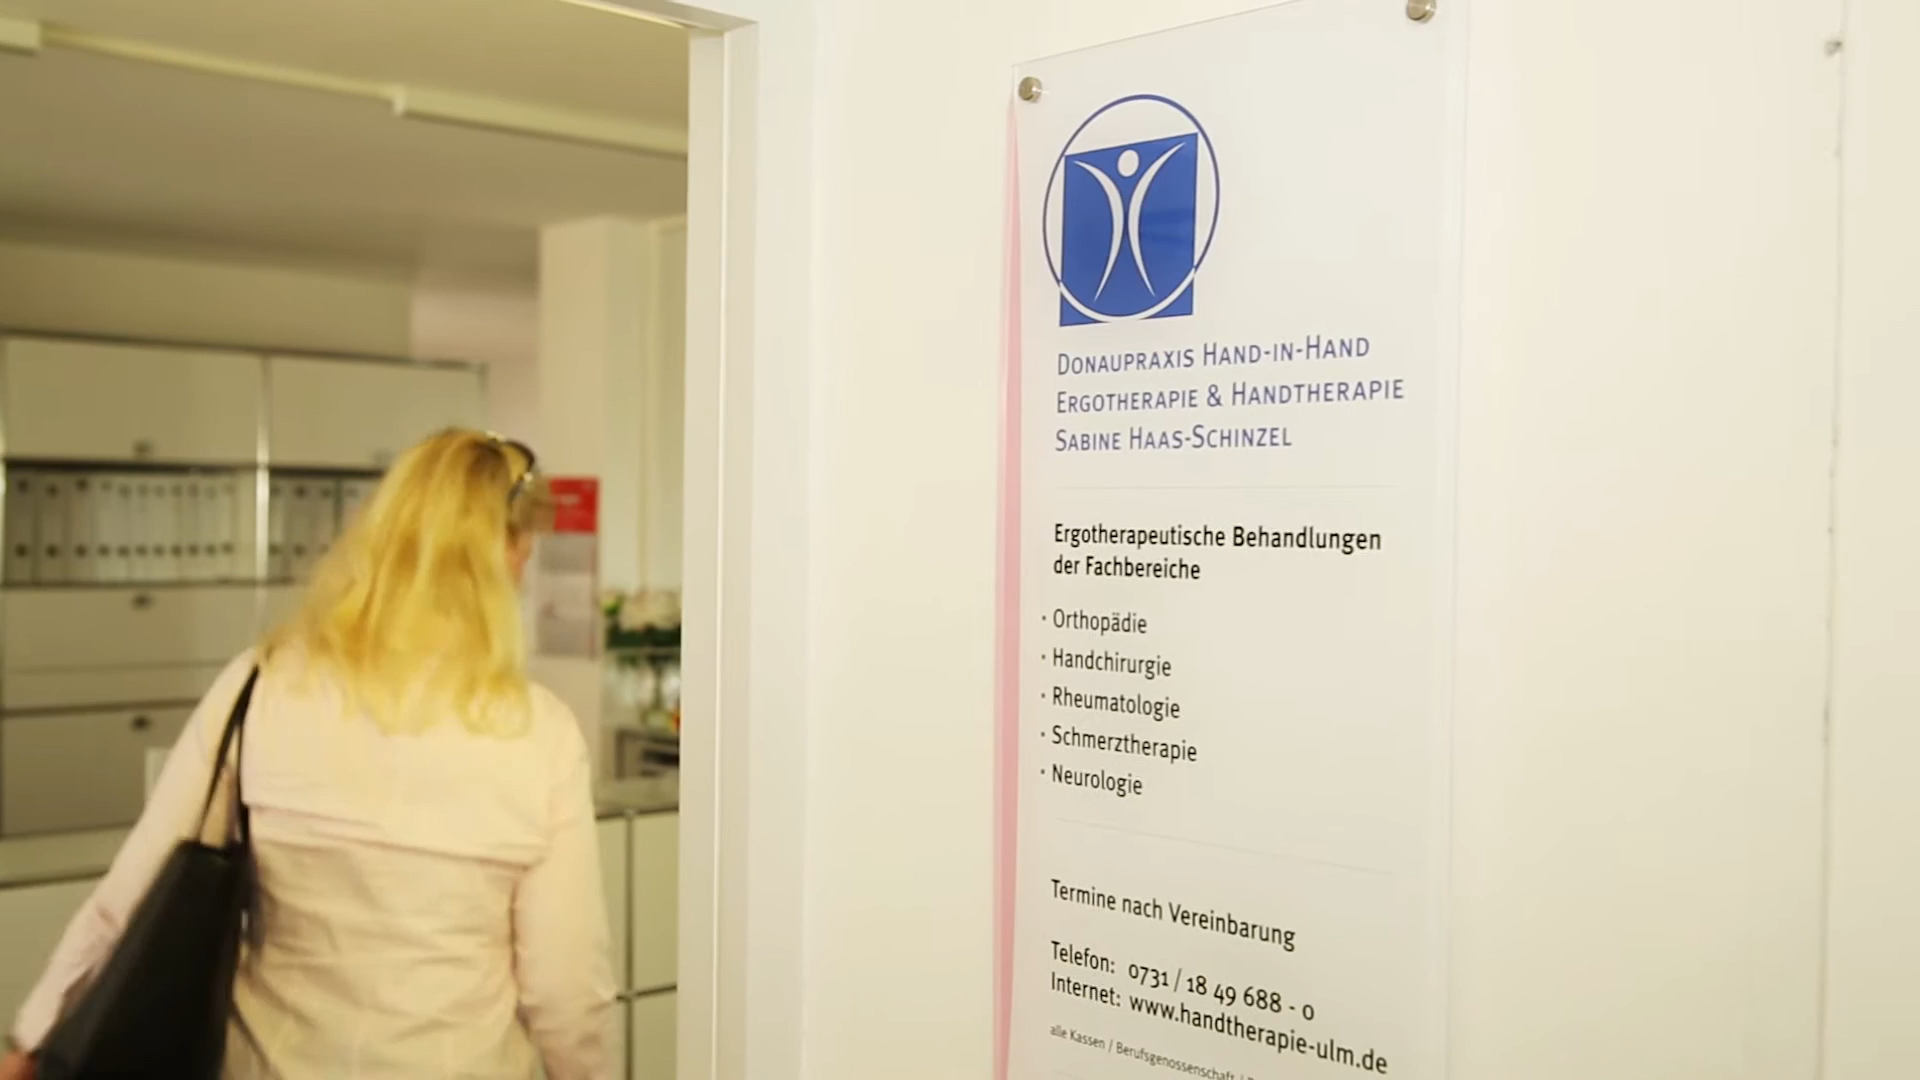 Donaupraxis Hand-in-Hand
Ergotherapie & Handtherapie
Sabine Haas-Schinzel
Ergotherapeutische Behandlungen
der Fachbereiche
· Orthopädie
· Handchirurgie
· Rheumatologie
· Schmerztherapie
· Neurologie
Termine nach Vereinbarung
Telefon: 0731 / 18 49 688 - 0
Internet: www.handtherapie-ulm.de
alle Kassen / Berufsgenossenschaft /